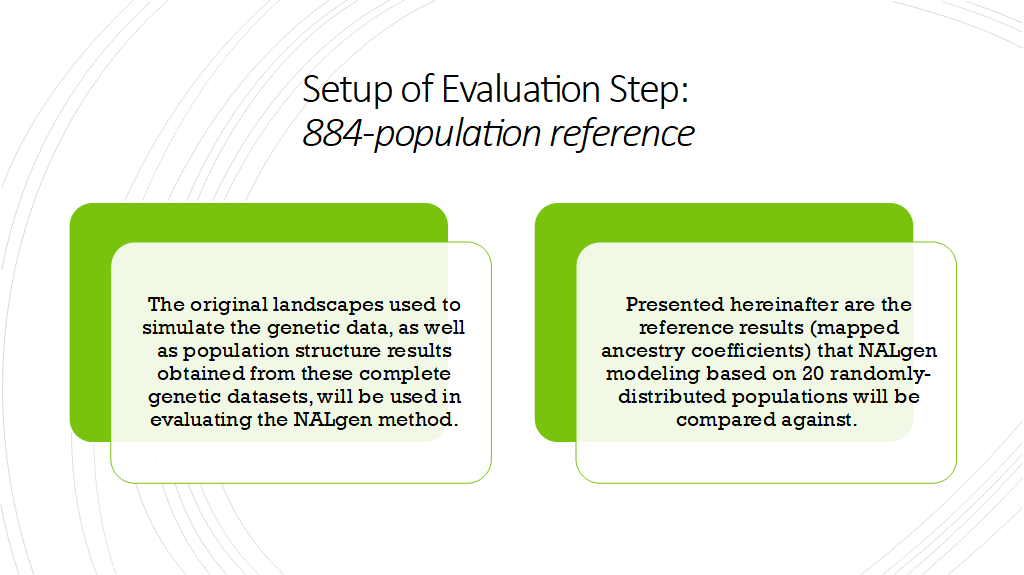 Setup of Evaluation Step:
884-population reference
The original landscapes used to
simulate the genetic data, as well
as population structure results
obtained from these complete
genetic datasets, will be used in
evaluating the NALgen method.
Presented hereinafter are the
reference results (mapped
ancestry coefficients) that NALgen
modeling based on 20 randomly-
distributed populations will be
compared against.